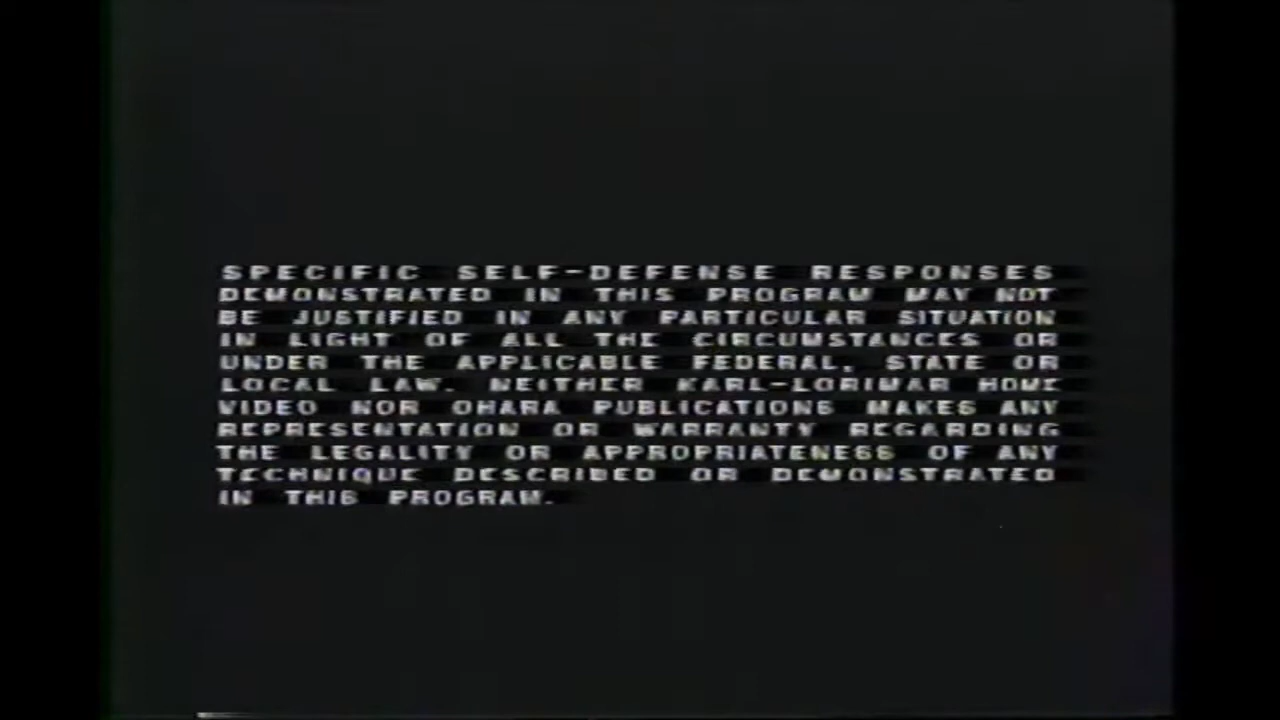 SPECIFIC SELF-DEFENSE RESPONSES
DEMONSTRATED IN THIS PROGRAM MAY NOT
BE JUSTIFIED IN ANY PARTICULAR SITUATION
IN LIGHT OF ALL THE CIRCUMSTANCES OR
UNDER THE APPLICABLE FEDERAL, STATE OR
LOCAL LAW. NEITHER KARL-LORIMAR HOME
VIDEO NOR OHARA PUBLICATIONS MAKES ANY
REPRESENTATION OR WARRANTY REGARDING
THE LEGALITY OR APPROPRIATENESS OF ANY
TECHNIQUE DESCRIBED OR DEMONSTRATED
IN THIS PROGRAM.